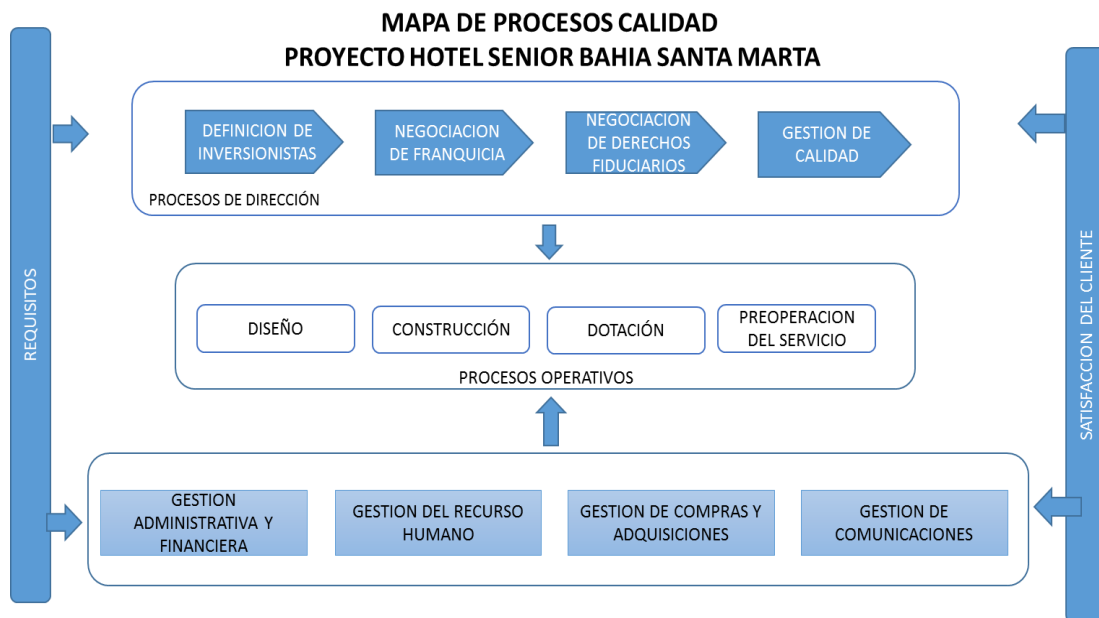 MAPA DE PROCESOS CALIDAD
PROYECTO HOTEL SENIOR BAHIA SANTA MARTA
REQUISITOS
DEFINICION DE
INVERSIONISTAS
NEGOCIACION
DE FRANQUICIA
NEGOCIACION
DE DERECHOS
FIDUCIARIOS
GESTION DE
CALIDAD
PROCESOS DE DIRECCIÓN
DISEÑO
CONSTRUCCIÓN
DOTACIÓN
PREOPERACION
DEL SERVICIO
PROCESOS OPERATIVOS
GESTION
ADMINISTRATIVA Y
FINANCIERA
GESTION DEL RECURSO
HUMANO
GESTION DE COMPRAS Y
ADQUISICIONES
GESTION DE
COMUNICACIONES
SATISFACCION DEL CLIENTE